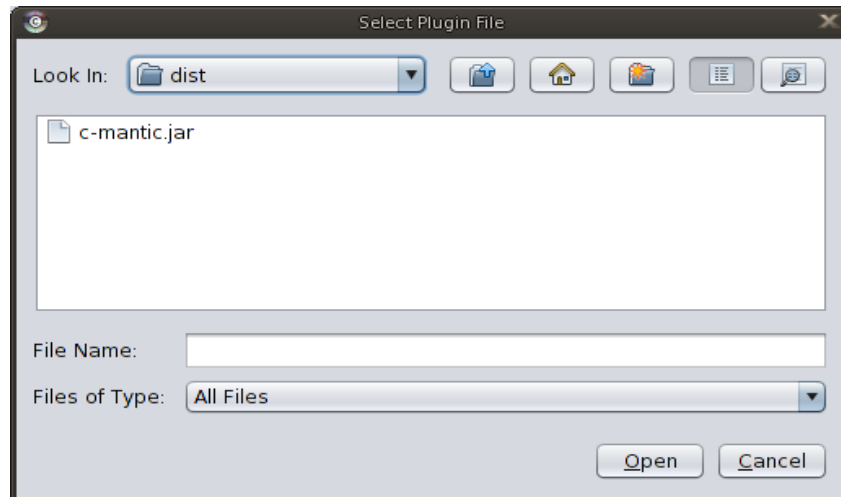 Select Plugin File
Look In: dist
c-mantic.jar
File Name:
Files of Type: All Files
Open Cancel